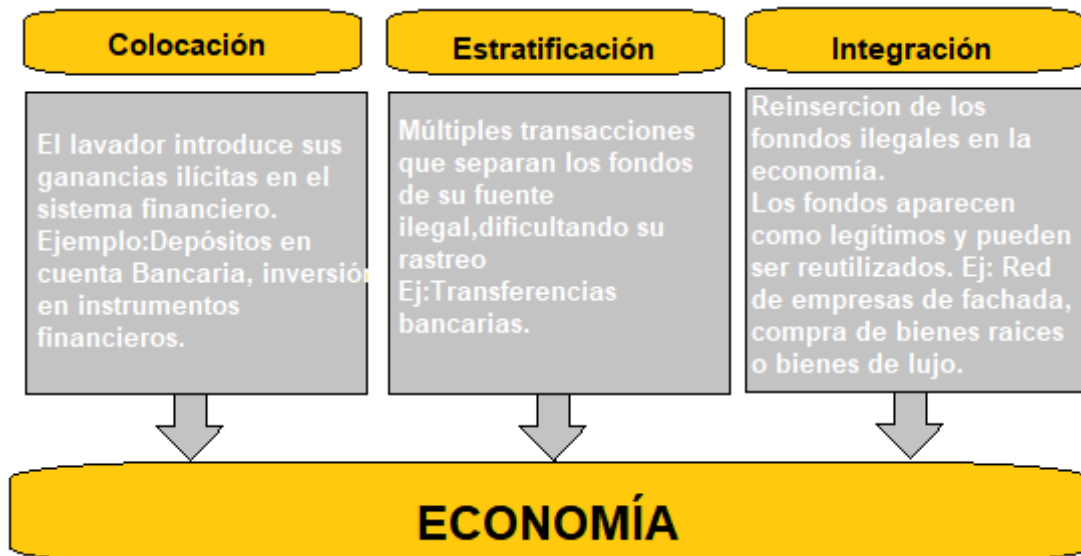 Colocación
Estratificación
Integración
El lavador introduce sus
ganancias ilícitas en el
sistema financiero.
Ejemplo:Depósitos en
cuenta Bancaria, inversión
en instrumentos
financieros.
Múltiples transacciones
que separan los fondos
de su fuente
ilegal,dificultando su
rastreo
Ej:Transferencias
bancarias.
Reinsercion de los
fonndos ilegales en la
economía.
Los fondos aparecen
como legítimos y pueden
ser reutilizados. Ej: Red
de empresas de fachada,
compra de bienes raices
o bienes de lujo.
ECONOMÍA